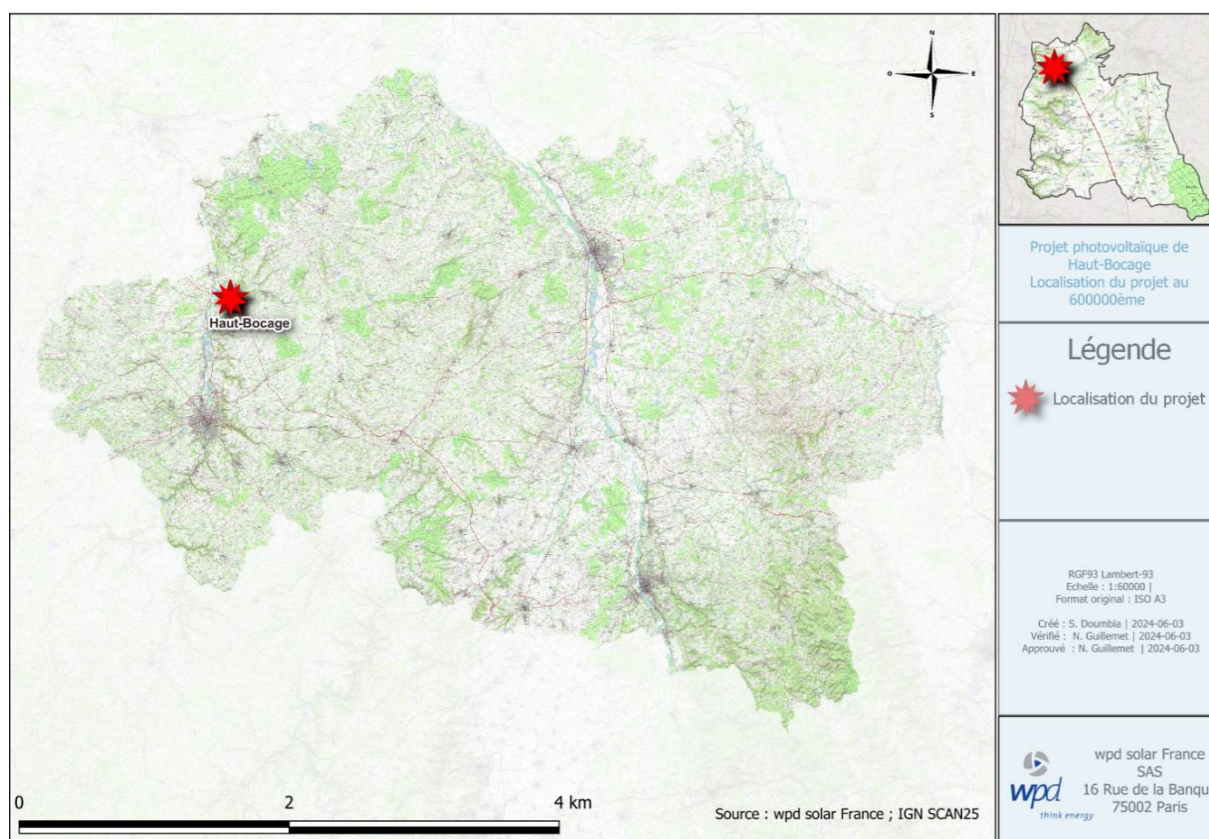 N
O
E
S
Haut-Bocage
0
2
4 km
Source : wpd solar France ; IGN SCAN25
Projet photovoltaïque de
Haut-Bocage
Localisation du projet au
600000ème
Légende
Localisation du projet
RGF93 Lambert-93
Echelle : 1:60000 |
Format original : ISO A3
Créé : S. Doumbia | 2024-06-03
Vérifié : N. Guillemet | 2024-06-03
Approuvé : N. Guillemet | 2024-06-03
wpd
think energy
wpd solar France
SAS
16 Rue de la Banqu
75002 Paris